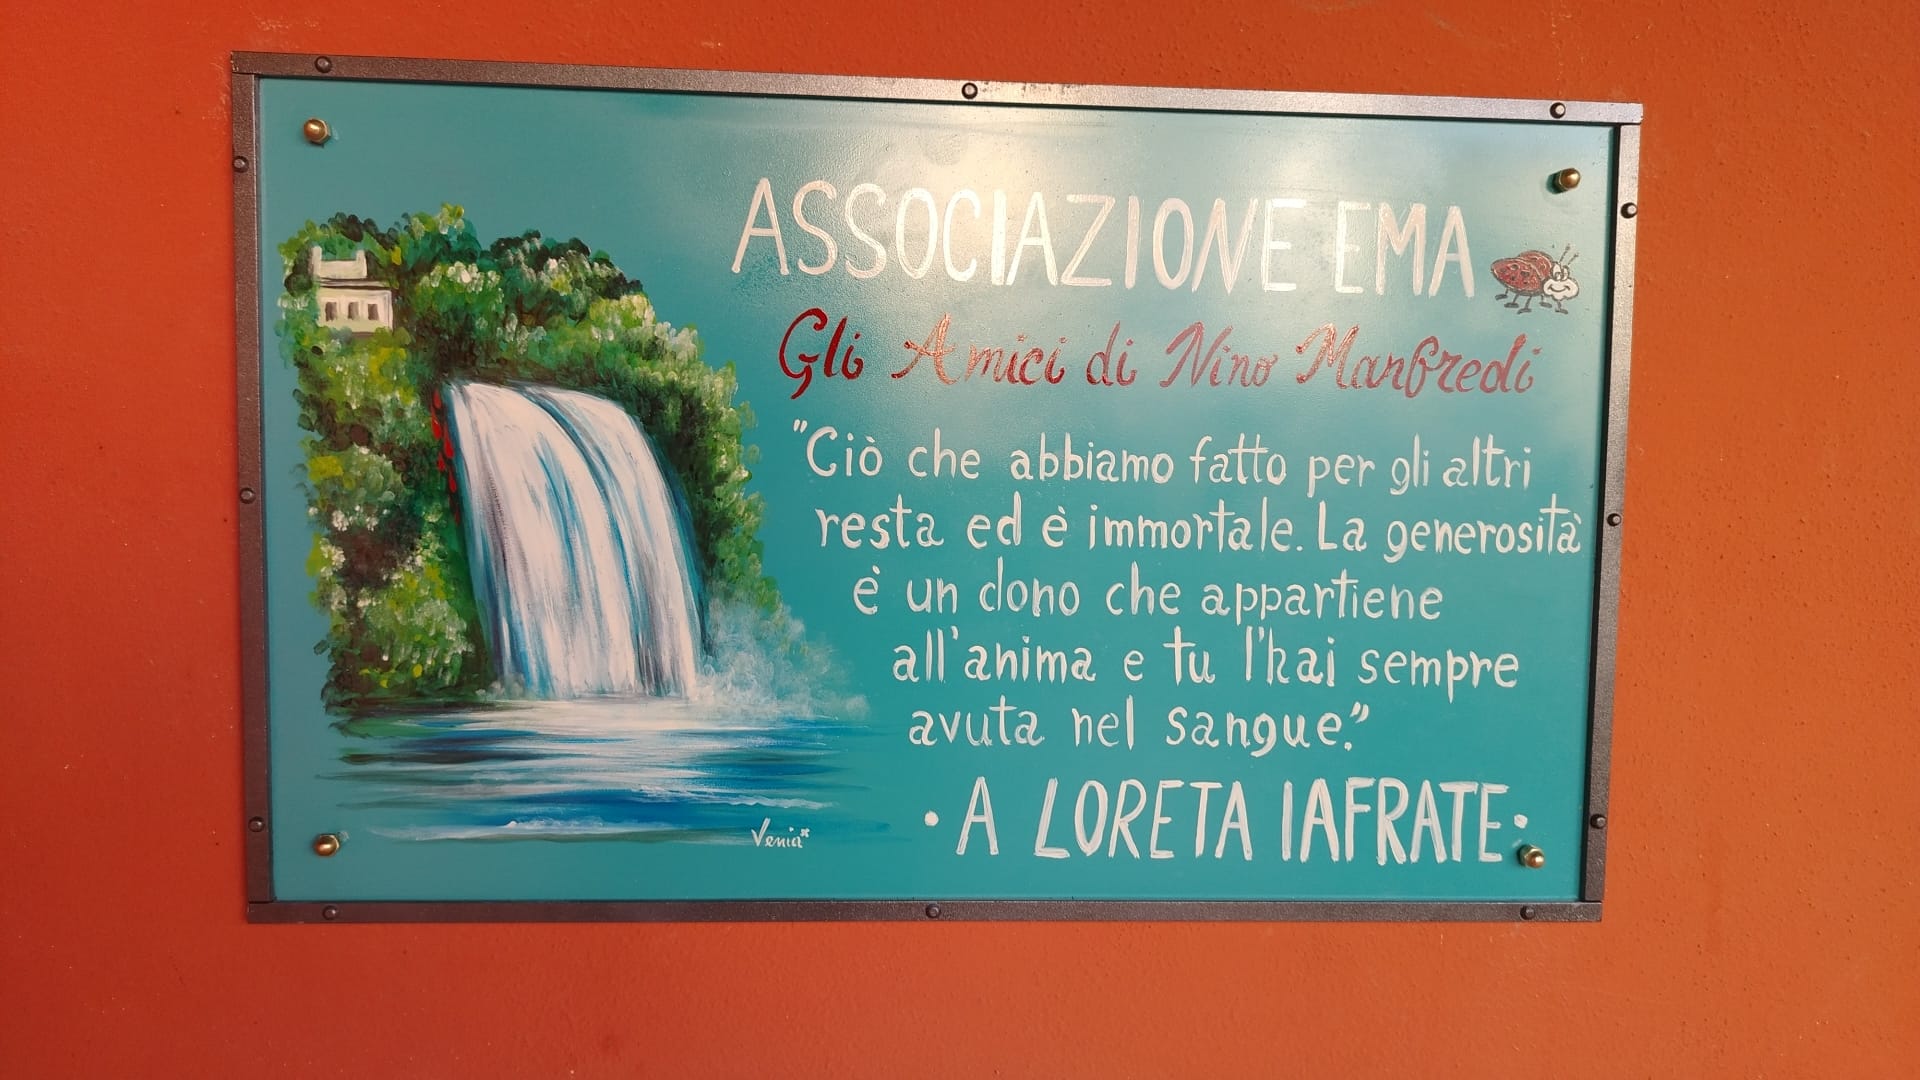 ASSOCIAZIONE EMA
Gli Amici di Nino Manfredi
"Ciò che abbiamo fatto per gli altri
resta ed è immortale. La generosità
è un dono che appartiene
all'anima e tu l'hai sempre
avuta nel sangue."
• A LORETA IAFRATE •
Venia